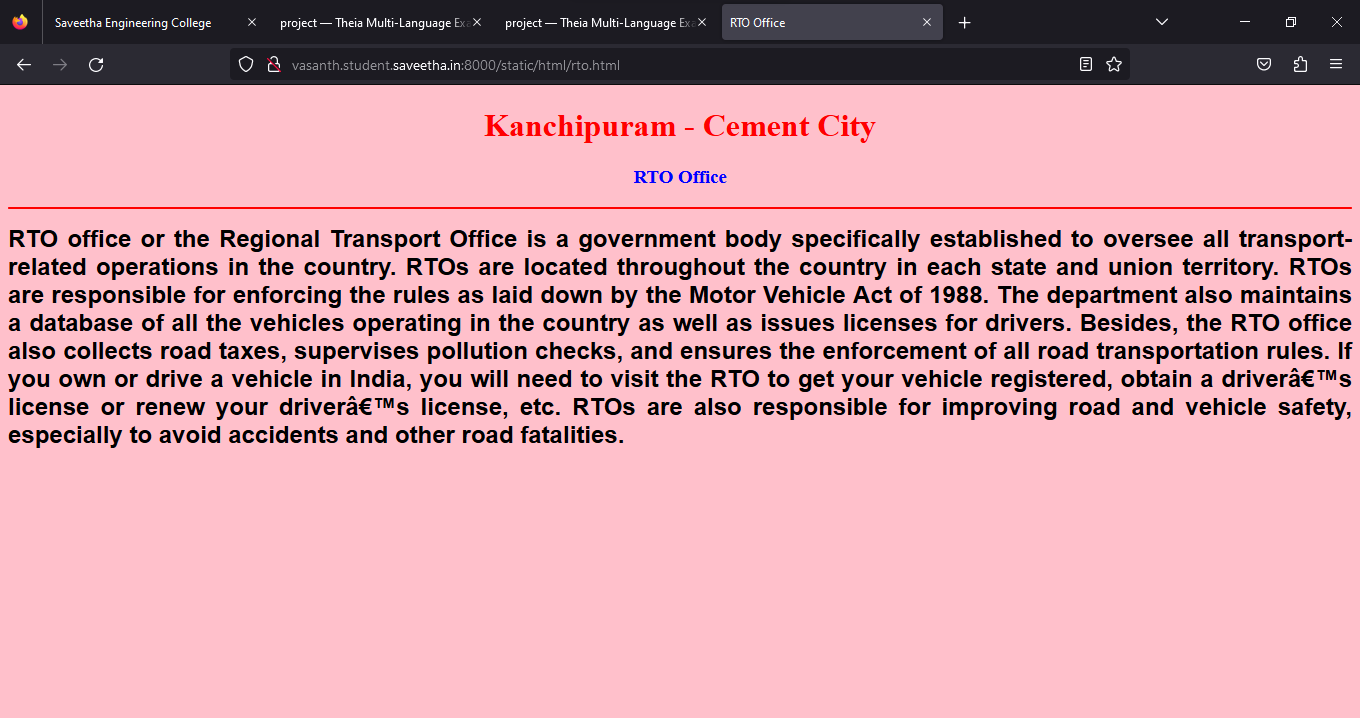 Saveetha Engineering College
project — Theia Multi-Language Exa
project — Theia Multi-Language Exa
RTO Office
vasanth.student.saveetha.in:8000/static/html/rto.html
Kanchipuram - Cement City
RTO Office
RTO office or the Regional Transport Office is a government body specifically established to oversee all transport-
related operations in the country. RTOs are located throughout the country in each state and union territory. RTOs
are responsible for enforcing the rules as laid down by the Motor Vehicle Act of 1988. The department also maintains
a database of all the vehicles operating in the country as well as issues licenses for drivers. Besides, the RTO office
also collects road taxes, supervises pollution checks, and ensures the enforcement of all road transportation rules. If
you own or drive a vehicle in India, you will need to visit the RTO to get your vehicle registered, obtain a driverâ€™s
license or renew your driverâ€™s license, etc. RTOs are also responsible for improving road and vehicle safety,
especially to avoid accidents and other road fatalities.